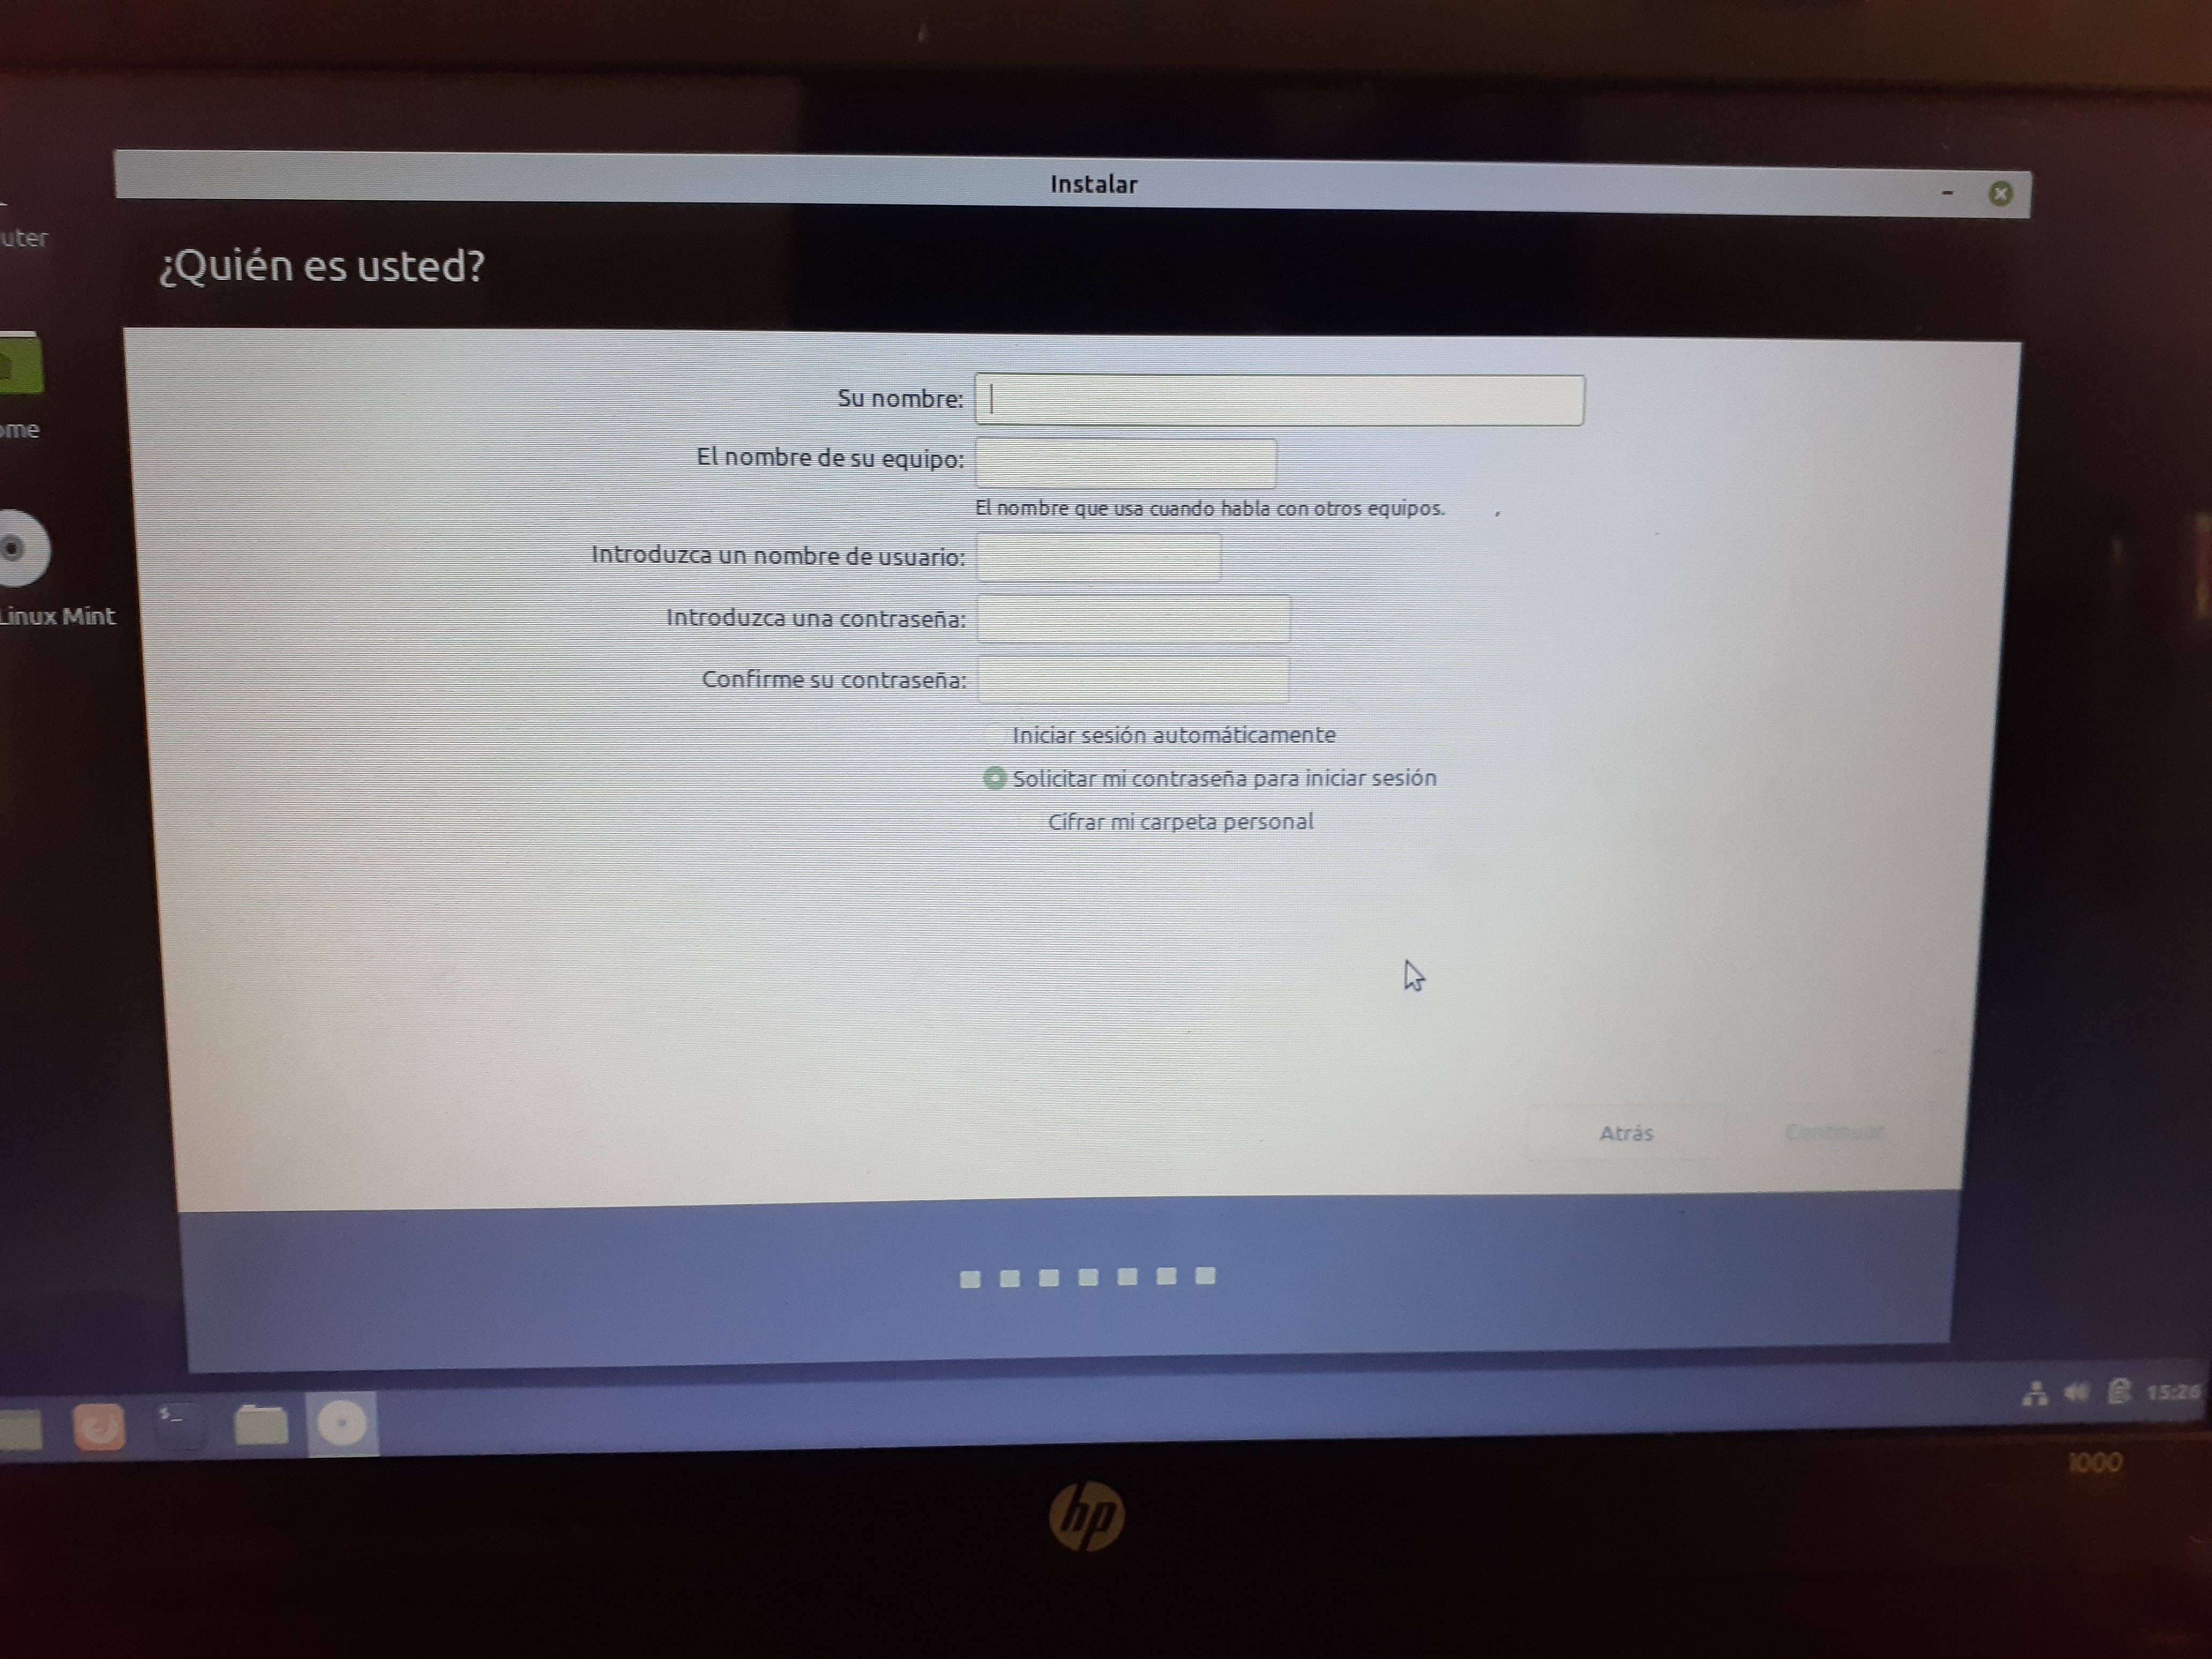 Instalar
¿Quién es usted?
uter
ome
Linux Mint
Su nombre:
El nombre de su equipo:
El nombre que usa cuando habla con otros equipos.
Introduzca un nombre de usuario:
Introduzca una contraseña:
Confirme su contraseña:
Iniciar sesión automáticamente
Solicitar mi contraseña para iniciar sesión
Cifrar mi carpeta personal
Atrás
Continuar
$_
15:26
1000
hp